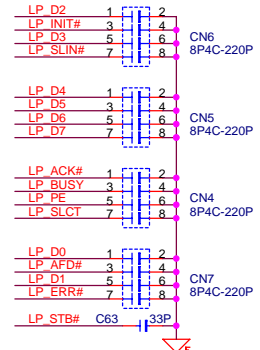 LP_D2 1 2
LP_INIT# 3 4 CN6
LP_D3 5 6 8P4C-220P
LP_SLIN# 7 8
LP_D4 1 2
LP_D5 3 4 CN5
LP_D6 5 6 8P4C-220P
LP_D7 7 8
LP_ACK# 1 2
LP_BUSY 3 4 CN4
LP_PE 5 6 8P4C-220P
LP_SLCT 7 8
LP_D0 1 2
LP_AFD# 3 4 CN7
LP_D1 5 6 8P4C-220P
LP_ERR# 7 8
LP_STB# C63 33P